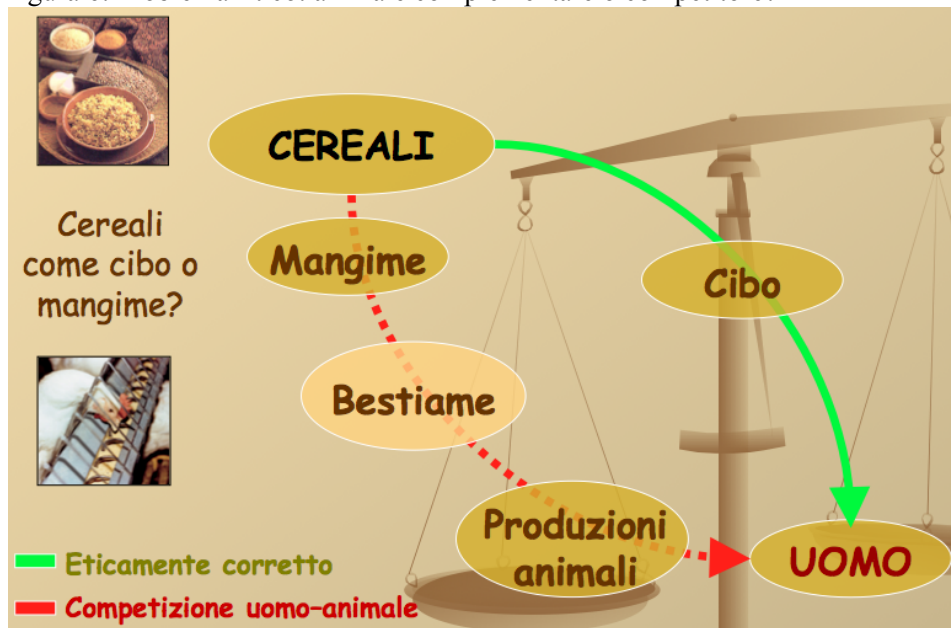 CEREALI
Cereali
come cibo o
mangime?
Mangime
Cibo
Bestiame
Produzioni
animali
UOMO
Eticamente corretto
Competizione uomo-animale